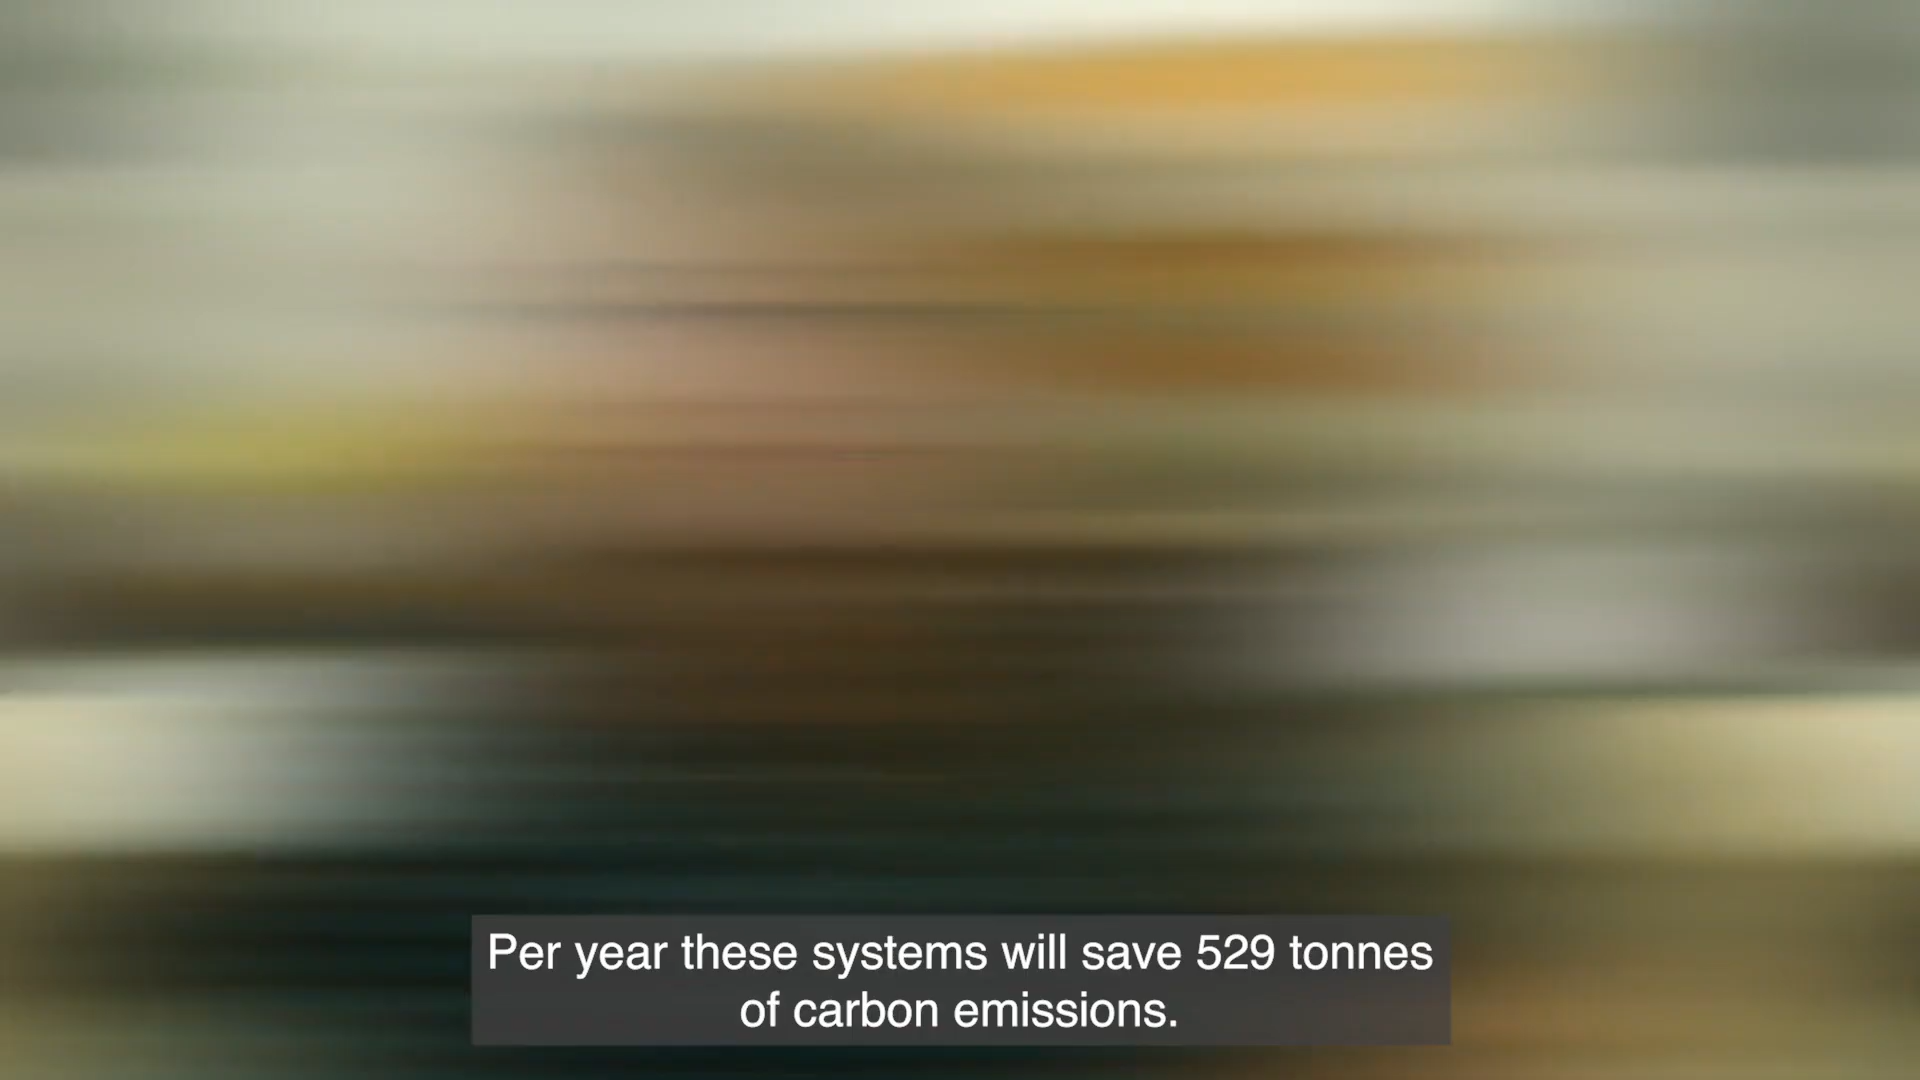 Per year these systems will save 529 tonnes
of carbon emissions.